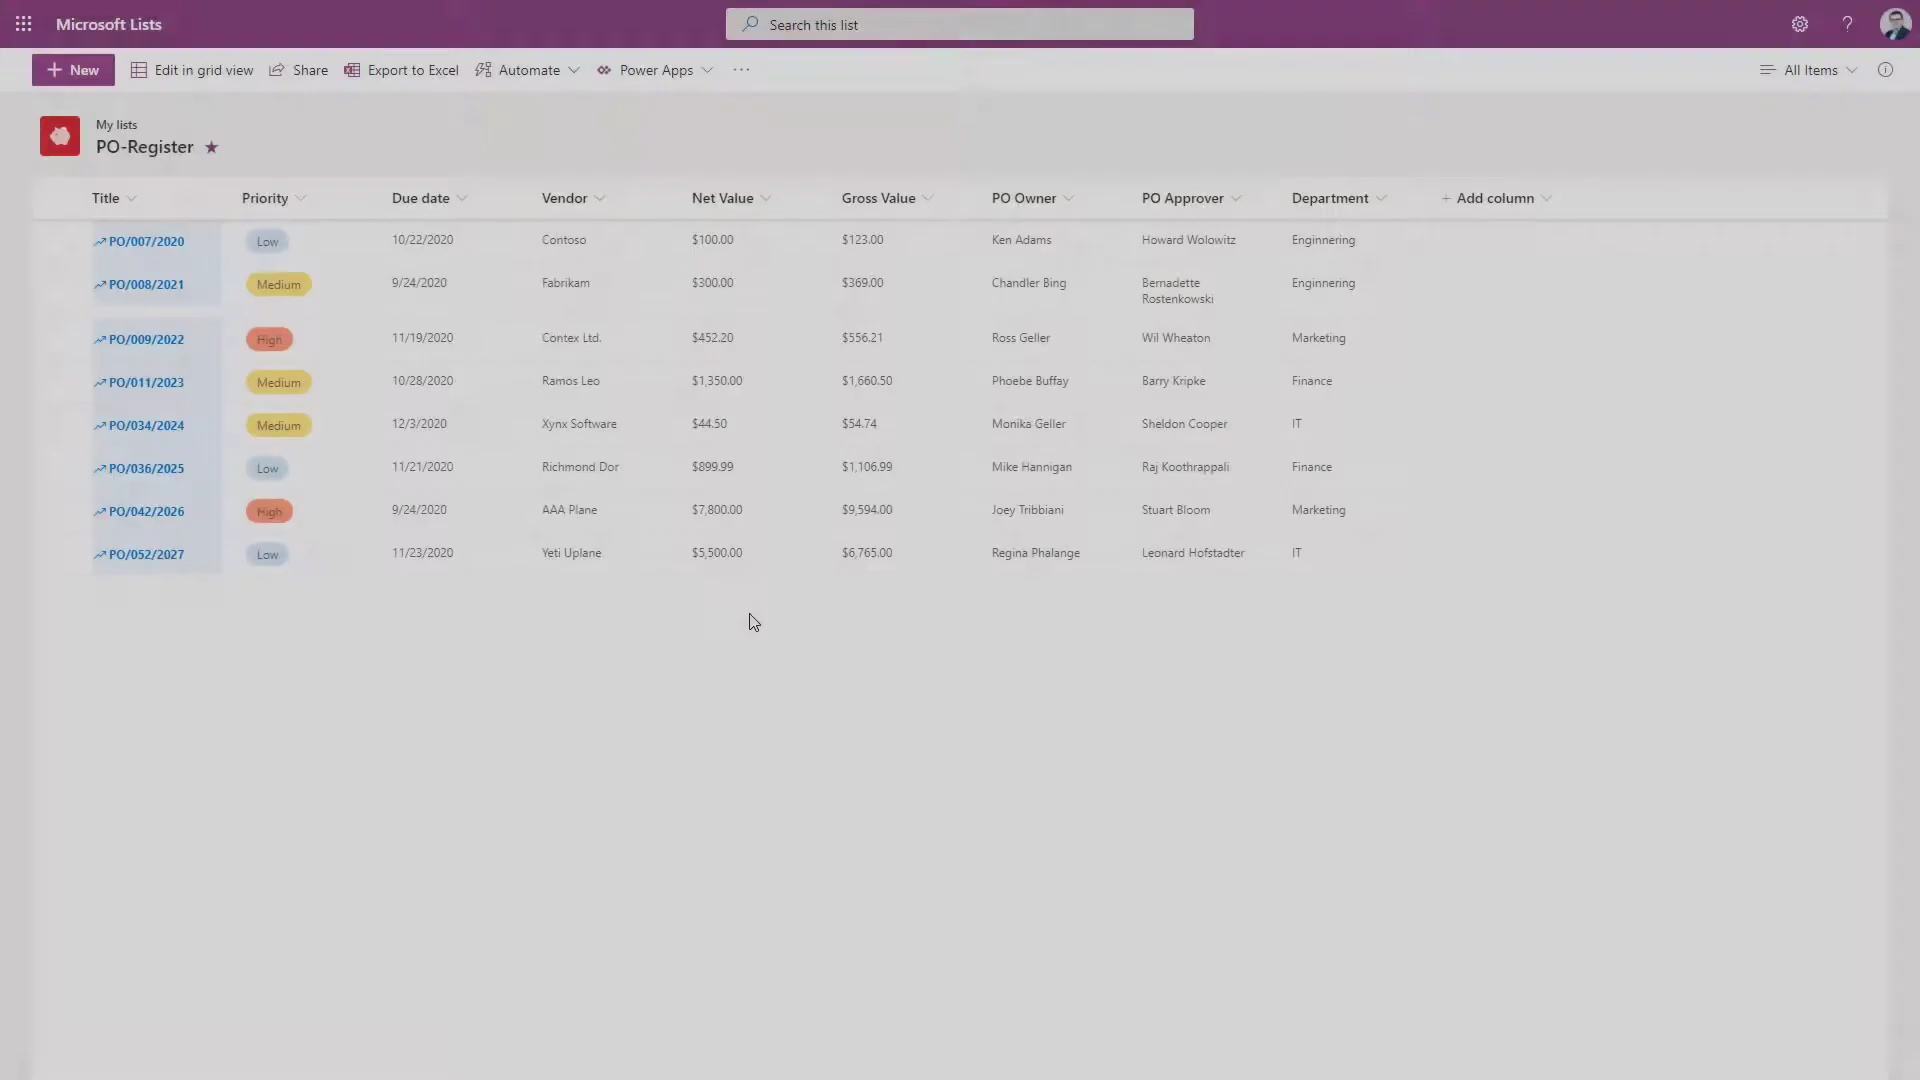 Microsoft Lists
Search this list
?
+ New
Edit in grid view
Share
Export to Excel
Automate
Power Apps
...
All Items
My lists
PO-Register
Title Priority Due date Vendor Net Value Gross Value PO Owner PO Approver Department + Add column
PO/007/2020 Low 10/22/2020 Contoso $100.00 $123.00 Ken Adams Howard Wolowitz Enginnering
PO/008/2021 Medium 9/24/2020 Fabrikam $300.00 $369.00 Chandler Bing Bernadette Enginnering
Rostenkowski
PO/009/2022 High 11/19/2020 Contex Ltd. $452.20 $556.21 Ross Geller Wil Wheaton Marketing
PO/011/2023 Medium 10/28/2020 Ramos Leo $1,350.00 $1,660.50 Phoebe Buffay Barry Kripke Finance
PO/034/2024 Medium 12/3/2020 Xynx Software $44.50 $54.74 Monika Geller Sheldon Cooper IT
PO/036/2025 Low 11/21/2020 Richmond Dor $899.99 $1,106.99 Mike Hannigan Raj Koothrappali Finance
PO/042/2026 High 9/24/2020 AAA Plane $7,800.00 $9,594.00 Joey Tribbiani Stuart Bloom Marketing
PO/052/2027 Low 11/23/2020 Yeti Uplane $5,500.00 $6,765.00 Regina Phalange Leonard Hofstadter IT